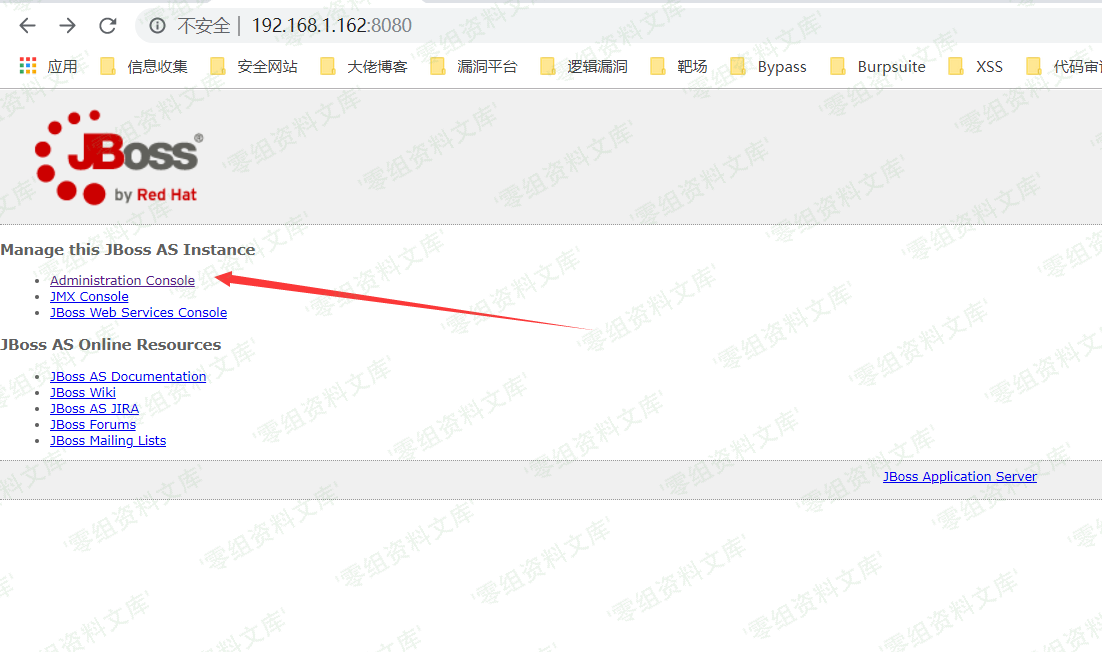 不安全 | 192.168.1.162:8080
应用 信息收集 安全网站 大佬博客 漏洞平台 逻辑漏洞 靶场 Bypass Burpsuite XSS 代码审
JBoss®
by Red Hat
Manage this JBoss AS Instance
Administration Console
JMX Console
JBoss Web Services Console
JBoss AS Online Resources
JBoss AS Documentation
JBoss Wiki
JBoss AS JIRA
JBoss Forums
JBoss Mailing Lists
JBoss Application Server
'零组资料文库'